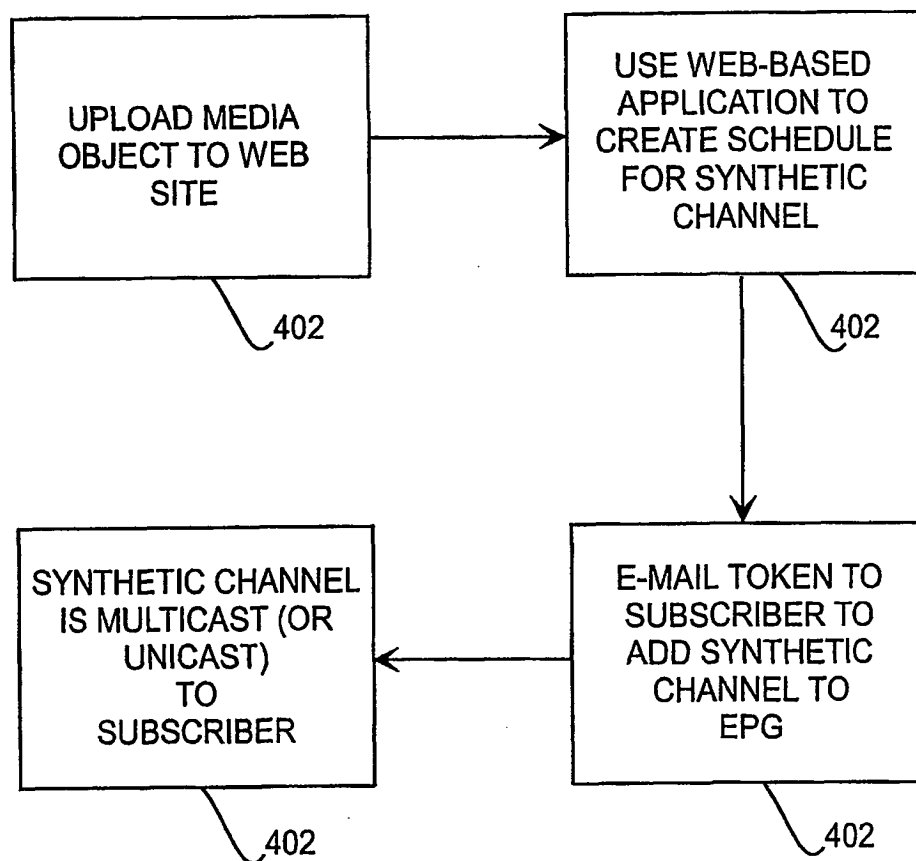 UPLOAD MEDIA
OBJECT TO WEB
SITE
402
USE WEB-BASED
APPLICATION TO
CREATE SCHEDULE
FOR SYNTHETIC
CHANNEL
402
E-MAIL TOKEN TO
SUBSCRIBER TO
ADD SYNTHETIC
CHANNEL TO
EPG
402
SYNTHETIC CHANNEL
IS MULTICAST (OR
UNICAST)
TO
SUBSCRIBER
402